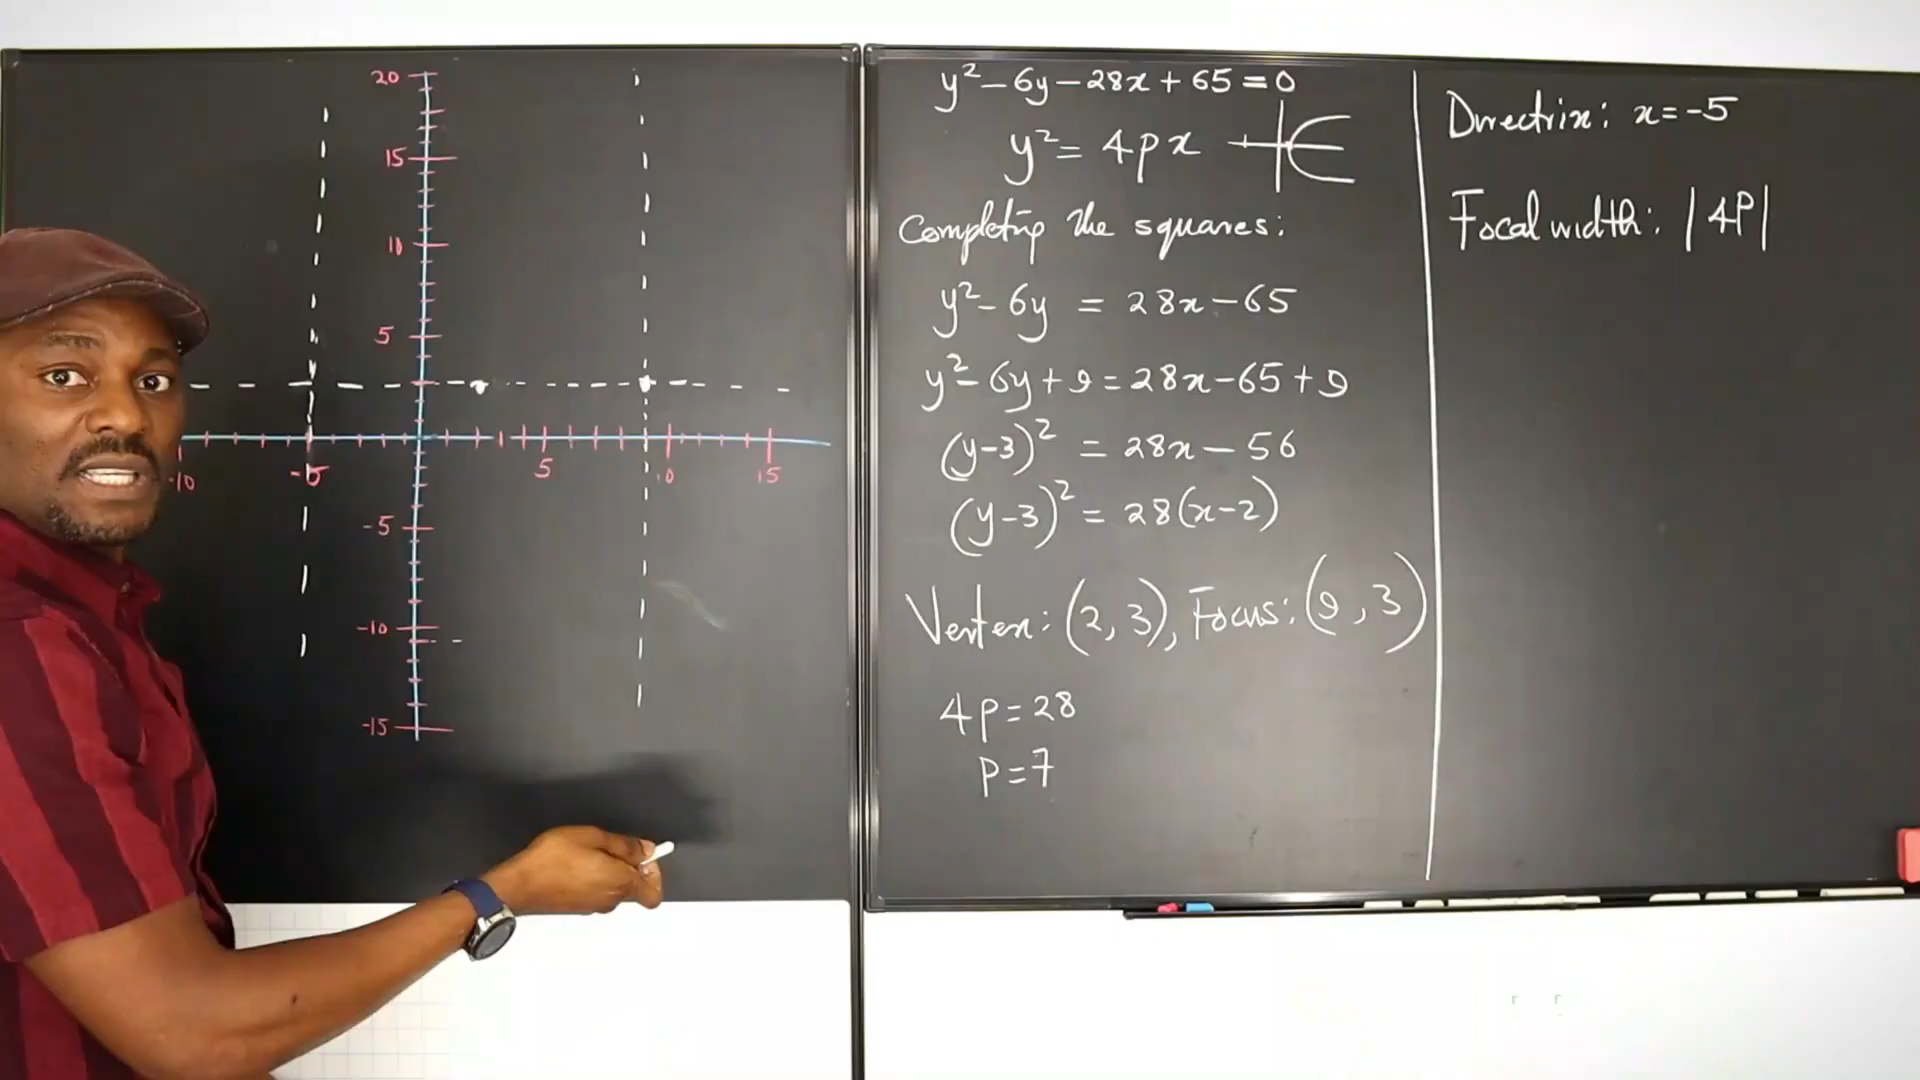 20
15
10
5
-10
-5
5
10
15
-5
-10
-15
y²-6y-28x+65=0
y²=4px
Completing the squares:
y²-6y = 28x-65
y²-6y+9=28x-65+9
(y-3)² = 28x-56
(y-3)² = 28(x-2)
Vertex: (2,3), Focus: (9,3)
4p=28
p=7
Directrix: x=-5
Focal width: |4P|